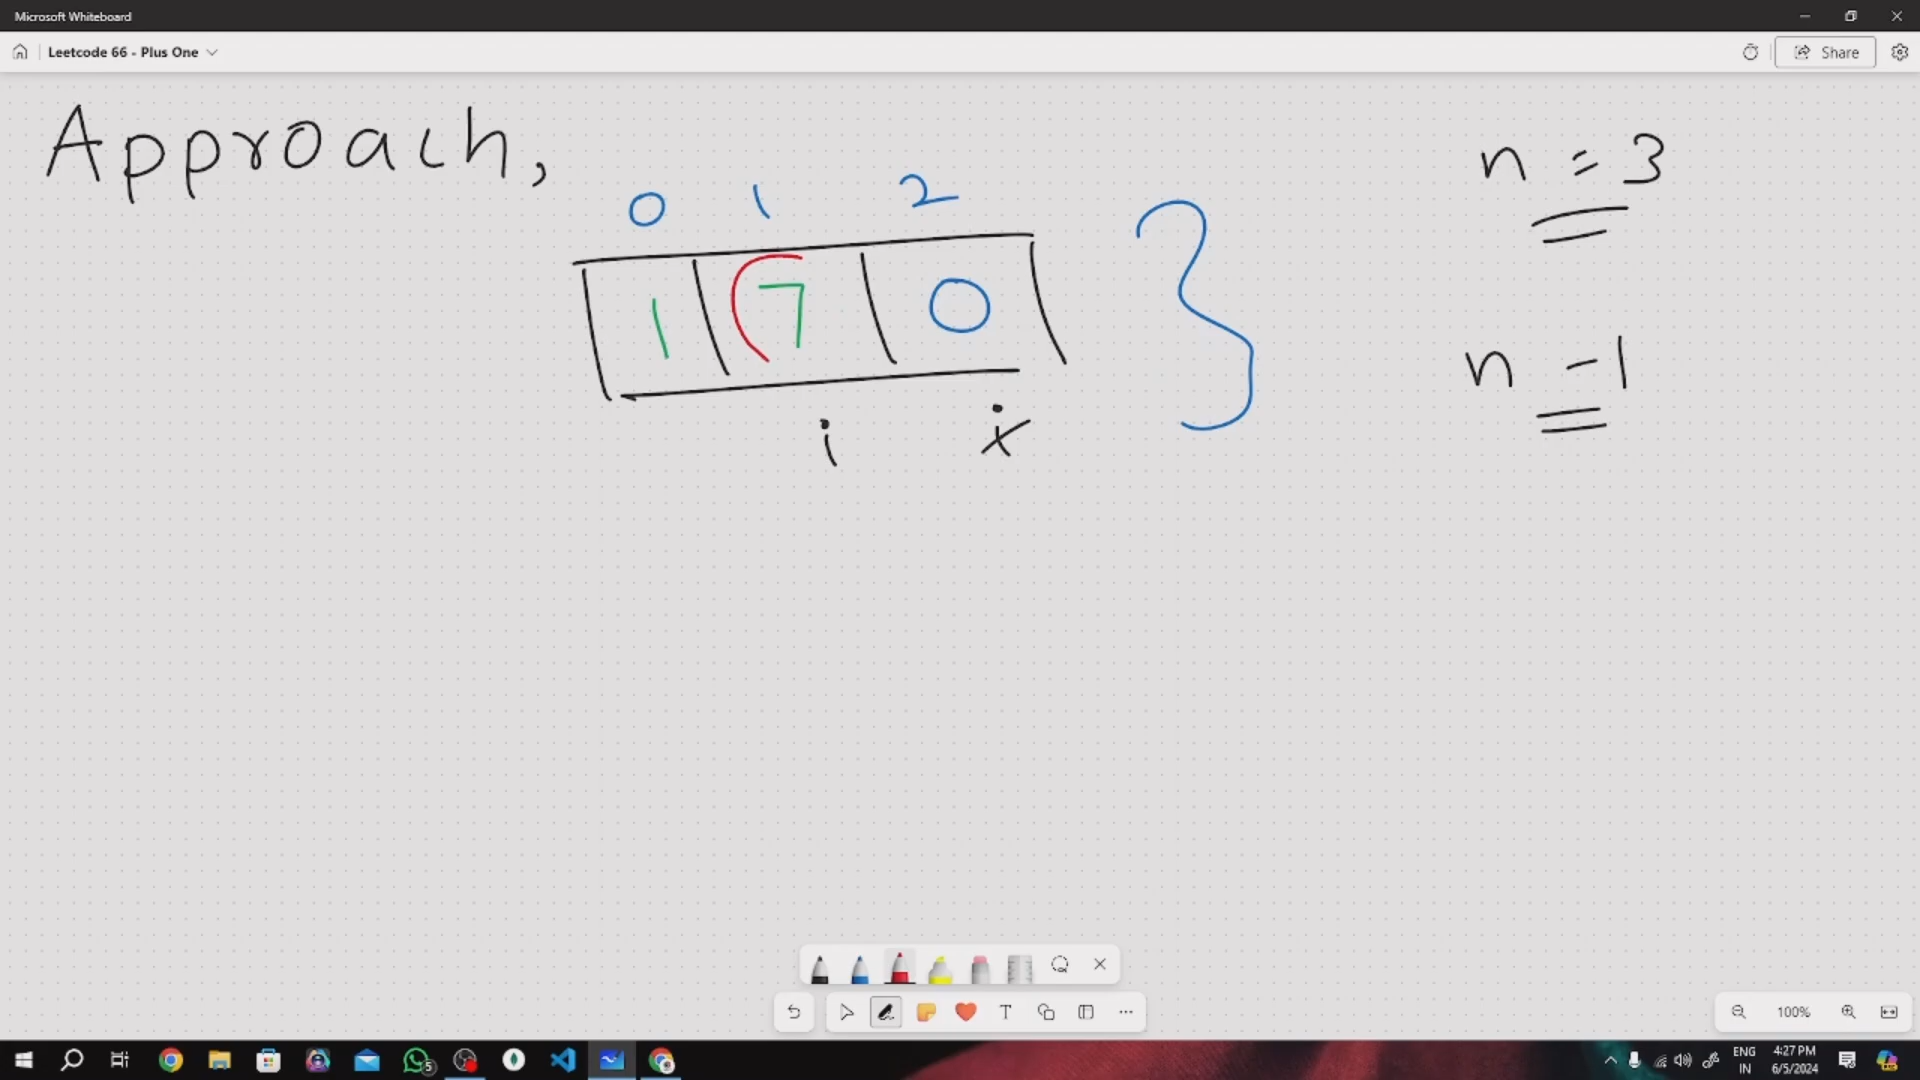 Microsoft Whiteboard
Leetcode 66 - Plus One
Share
Approach,
n = 3
0 1 2
1 7 0
n - 1
i i
T
100%
5
ENG
IN
4:27 PM
6/5/2024